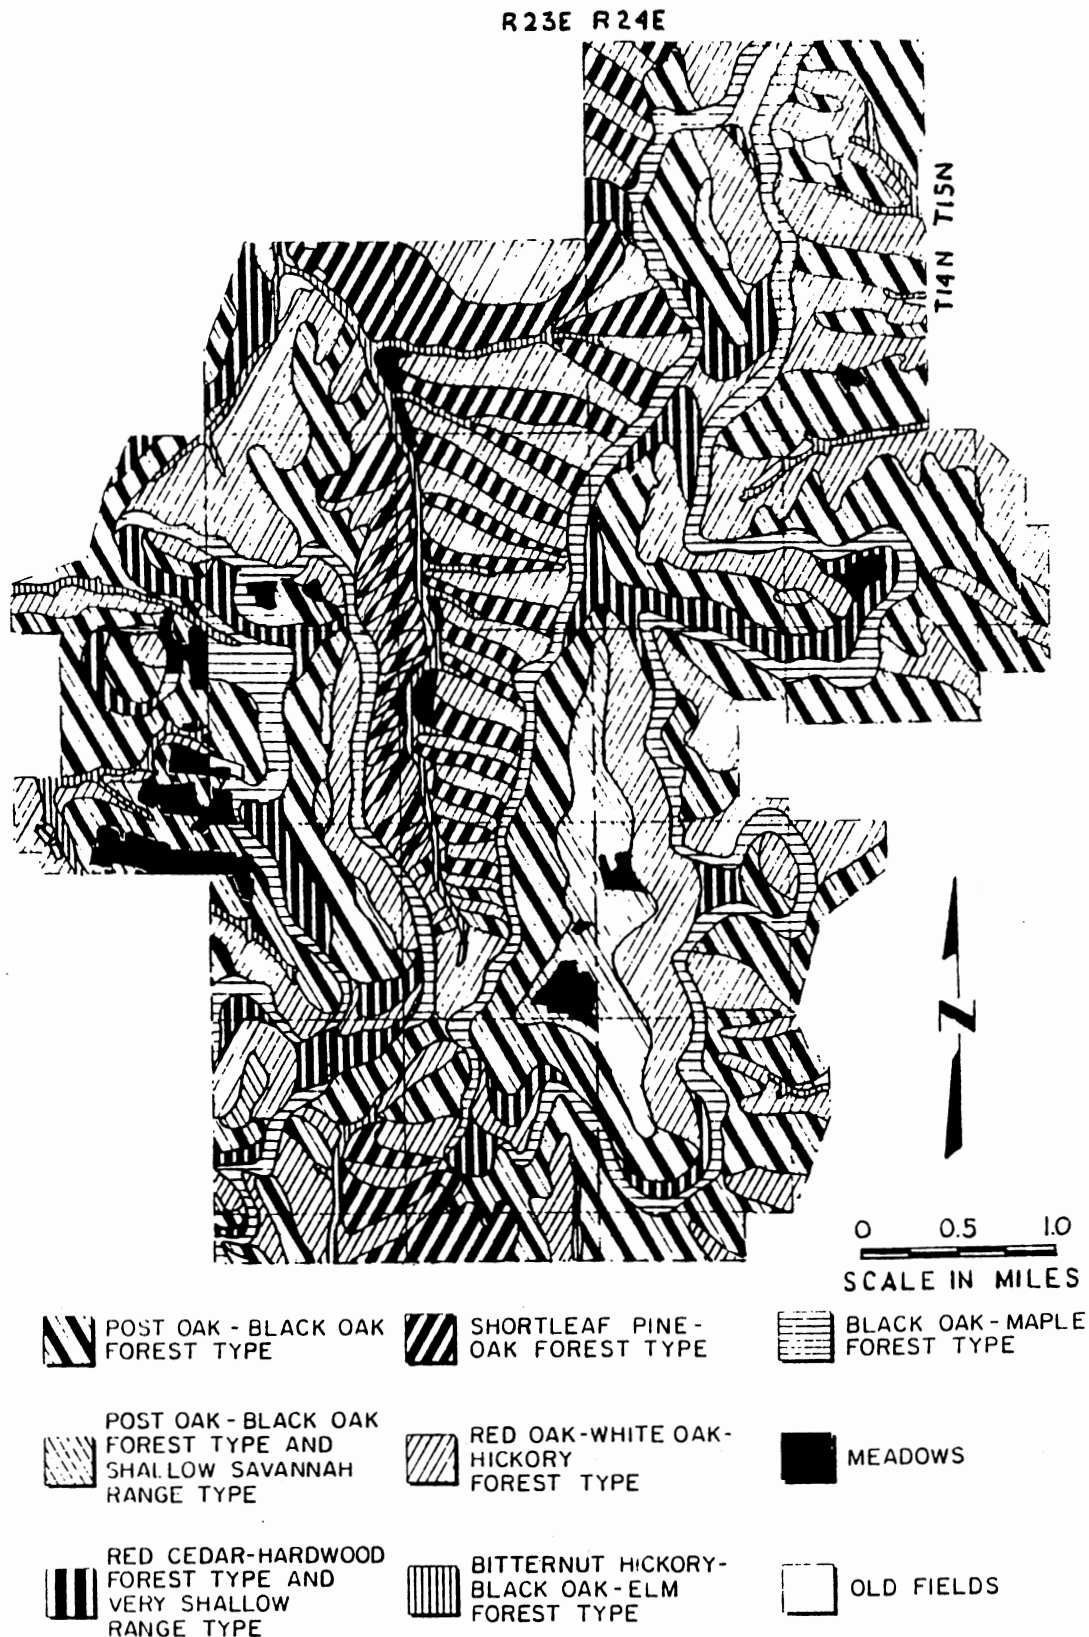 R23E R24E
T14N T15N
N
0 0.5 1.0
SCALE IN MILES
POST OAK - BLACK OAK
FOREST TYPE
SHORTLEAF PINE-
OAK FOREST TYPE
BLACK OAK-MAPLE
FOREST TYPE
POST OAK - BLACK OAK
FOREST TYPE AND
SHALLOW SAVANNAH
RANGE TYPE
RED OAK-WHITE OAK-
HICKORY
FOREST TYPE
MEADOWS
RED CEDAR-HARDWOOD
FOREST TYPE AND
VERY SHALLOW
RANGE TYPE
BITTERNUT HICKORY-
BLACK OAK-ELM
FOREST TYPE
OLD FIELDS